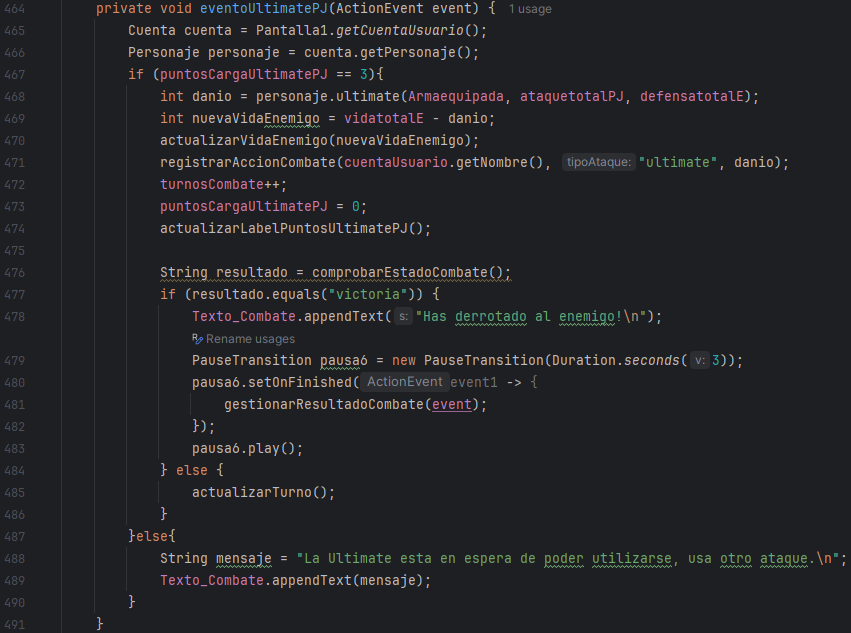 464 private void eventoUltimatePJ(ActionEvent event) { 1 usage
465 Cuenta cuenta = Pantalla1.getCuentaUsuario();
466 Personaje personaje = cuenta.getPersonaje();
467 if (puntosCargaUltimatePJ == 3){
468 int danio = personaje.ultimate(Armaequipada, ataquetotalPJ, defensatotalE);
469 int nuevaVidaEnemigo = vidatotalE - danio;
470 actualizarVidaEnemigo(nuevaVidaEnemigo);
471 registrarAccionCombate(cuentaUsuario.getNombre(), tipoAtaque: "ultimate", danio);
472 turnosCombate++;
473 puntosCargaUltimatePJ = 0;
474 actualizarLabelPuntosUltimatePJ();
475
476 String resultado = comprobarEstadoCombate();
477 if (resultado.equals("victoria")) {
478 Texto_Combate.appendText( s: "Has derrotado al enemigo!\n");
Rename usages
479 PauseTransition pausa6 = new PauseTransition(Duration.seconds( v: 3));
480 pausa6.setOnFinished( ActionEvent event1 -> {
481 gestionarResultadoCombate(event);
482 });
483 pausa6.play();
484 } else {
485 actualizarTurno();
486 }
487 }else{
488 String mensaje = "La Ultimate esta en espera de poder utilizarse, usa otro ataque.\n";
489 Texto_Combate.appendText(mensaje);
490 }
491 }